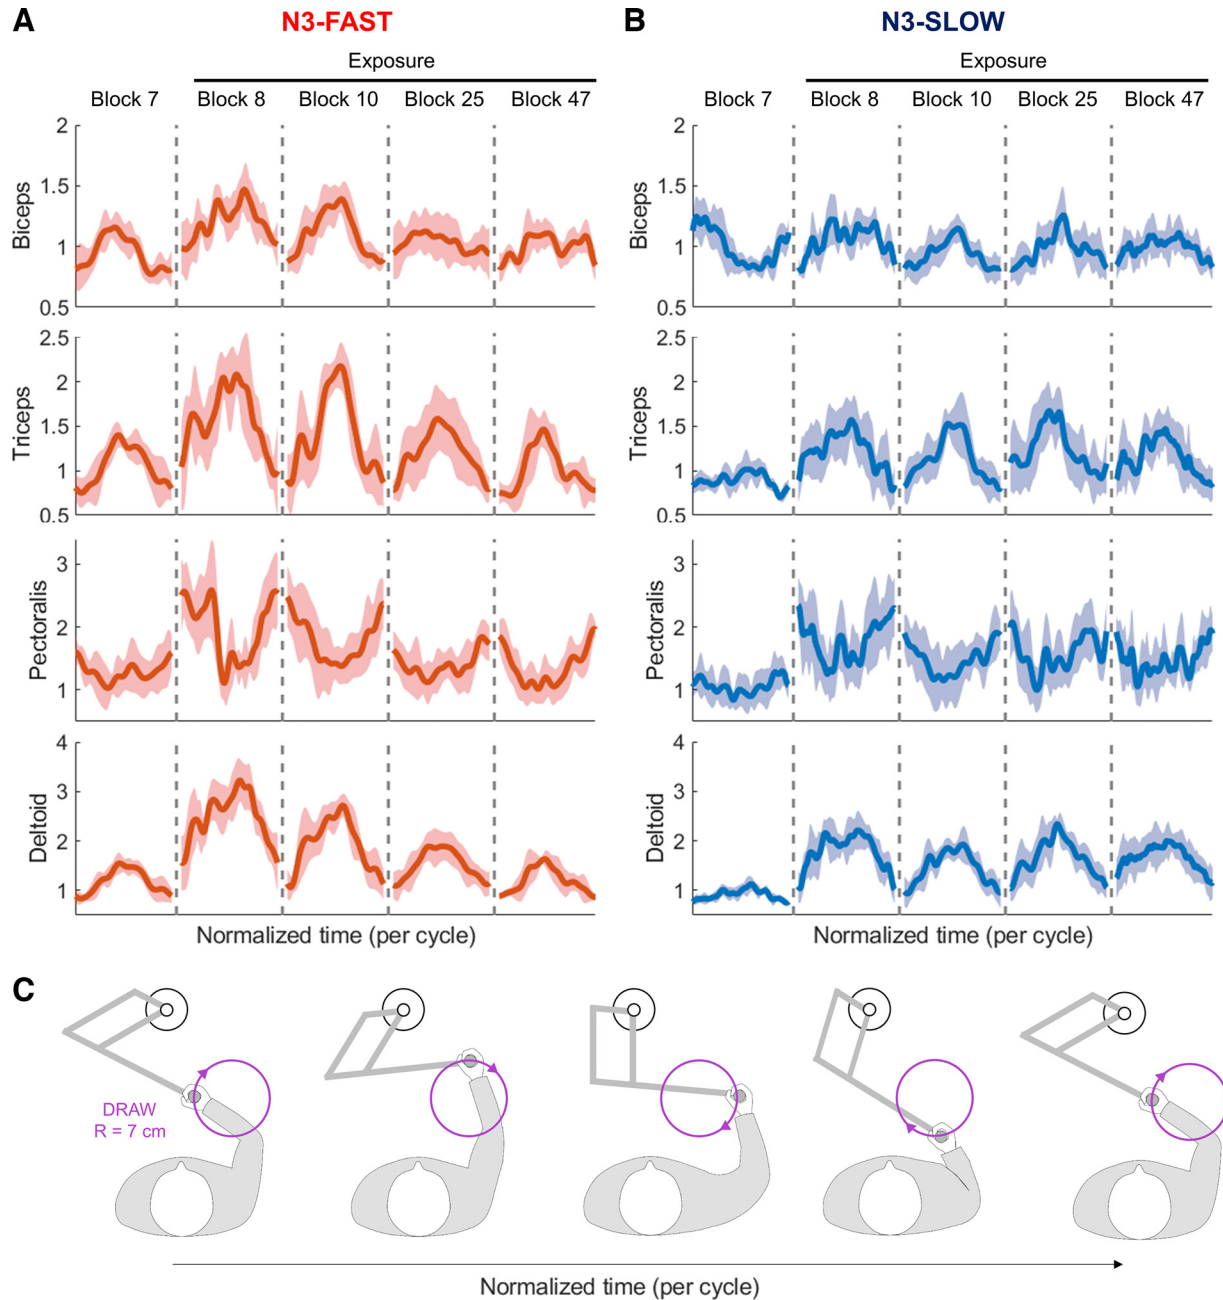 A
N3-FAST
Exposure
Block 7 Block 8 Block 10 Block 25 Block 47
Biceps
2
1.5
1
0.5
Triceps
2.5
2
1.5
1
0.5
Pectoralis
3
2
1
Deltoid
4
3
2
1
Normalized time (per cycle)
B
N3-SLOW
Exposure
Block 7 Block 8 Block 10 Block 25 Block 47
Biceps
2
1.5
1
0.5
Triceps
2.5
2
1.5
1
0.5
Pectoralis
3
2
1
Deltoid
4
3
2
1
Normalized time (per cycle)
C
DRAW
R = 7 cm
Normalized time (per cycle)